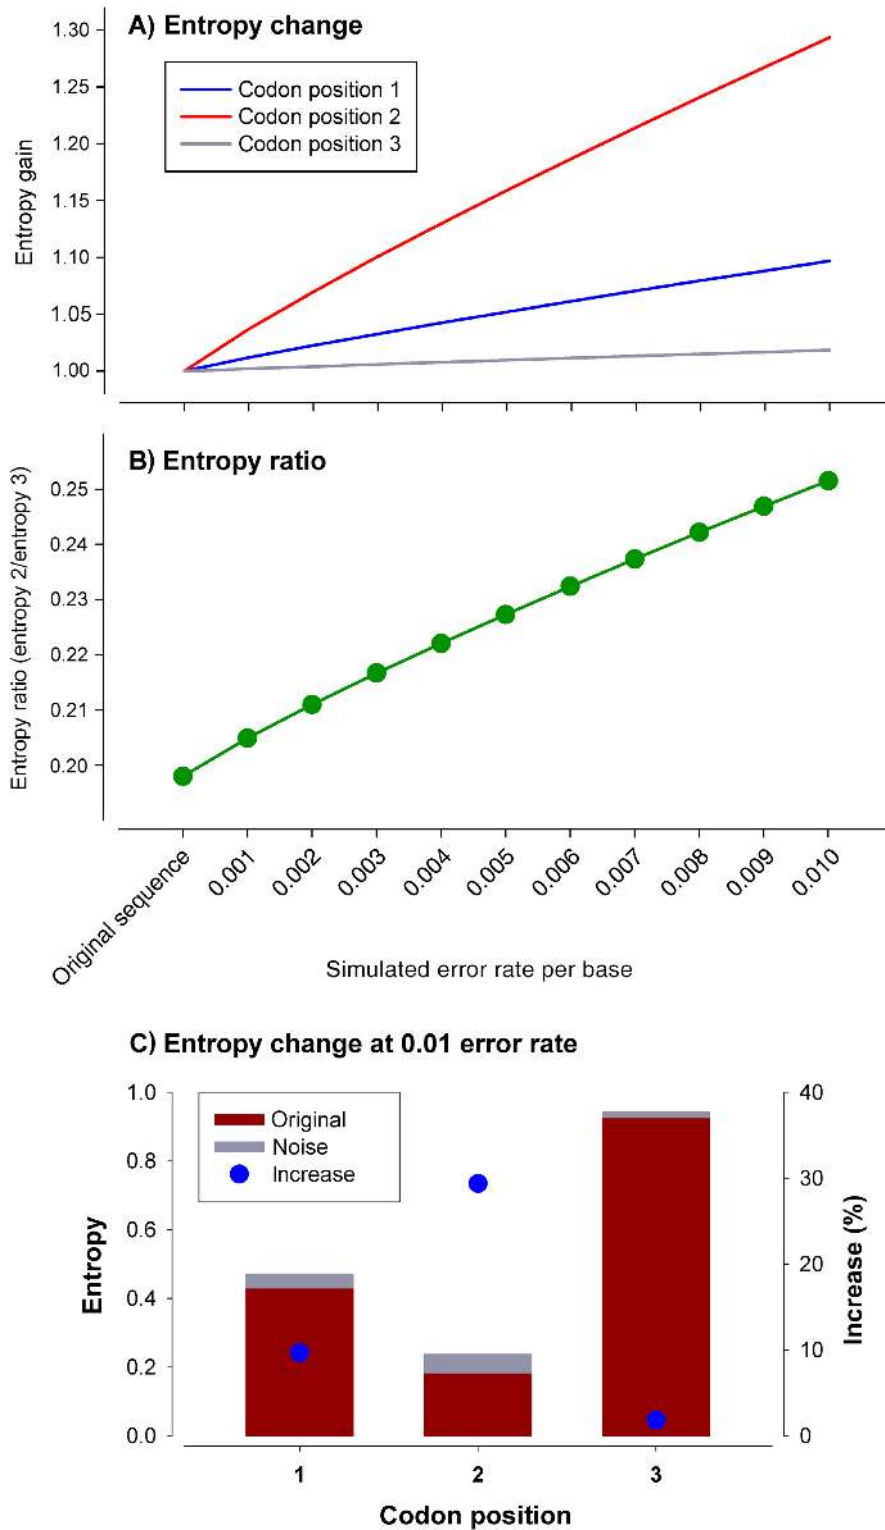 A) Entropy change
Entropy gain
1.30
1.25
1.20
1.15
1.10
1.05
1.00
Codon position 1
Codon position 2
Codon position 3
B) Entropy ratio
Entropy ratio (entropy 2/entropy 3)
0.25
0.24
0.23
0.22
0.21
0.20
Original sequence
0.001
0.002
0.003
0.004
0.005
0.006
0.007
0.008
0.009
0.010
Simulated error rate per base
C) Entropy change at 0.01 error rate
Entropy
1.0
0.8
0.6
0.4
0.2
0.0
Original
Noise
Increase
40
30
20
10
0
Increase (%)
1
2
3
Codon position